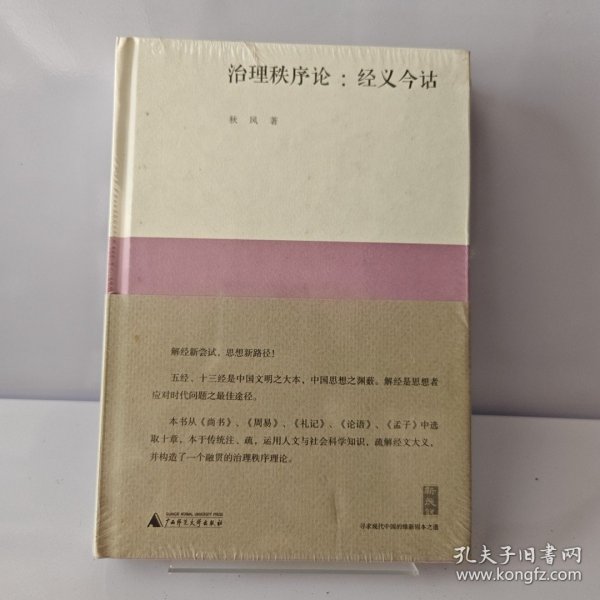 治理秩序论：经义今诂
秋 风 著
解经新尝试，思想新路径！
五经、十三经是中国文明之大本，中国思想之渊薮。解经是思想者
应对时代问题之最佳途径。
本书从《尚书》、《周易》、《礼记》、《论语》、《孟子》中选
取十章，本于传统注、疏，运用人文与社会科学知识，疏解经文大义，
并构造了一个融贯的治理秩序理论。
GUANGXI NORMAL UNIVERSITY PRESS
广西师范大学出版社
寻求现代中国的维新固本之道
孔夫子旧书网
www.kongfz.com